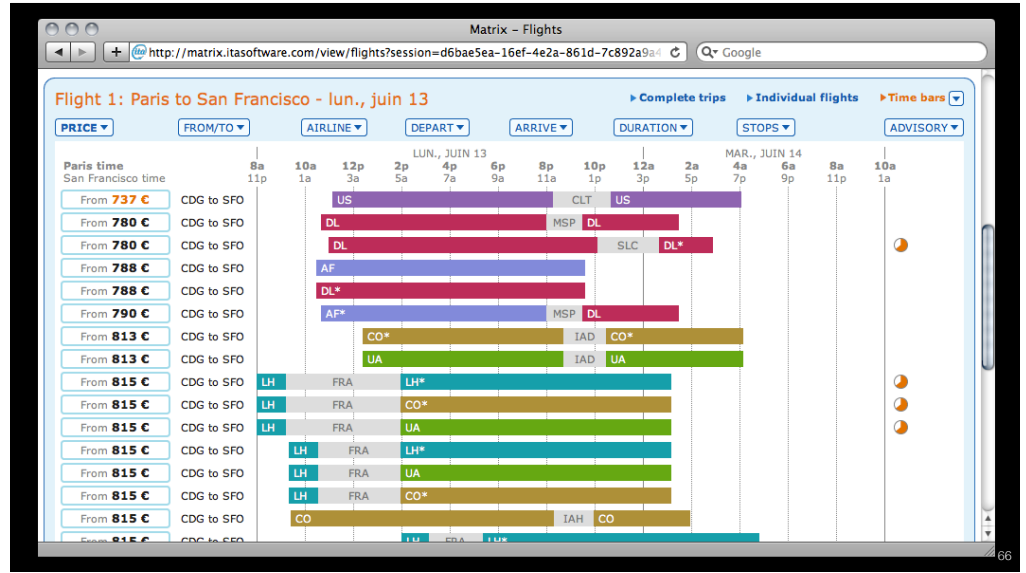 Matrix – Flights
http://matrix.itasoftware.com/view/flights?session=d6bae5ea-16ef-4e2a-861d-7c892a9a4
Google
Flight 1: Paris to San Francisco - lun., juin 13
Complete trips Individual flights Time bars
PRICE FROM/TO AIRLINE DEPART ARRIVE DURATION STOPS ADVISORY
LUN., JUIN 13 MAR., JUIN 14
Paris time 8a 10a 12p 2p 4p 6p 8p 10p 12a 2a 4a 6a 8a 10a
San Francisco time 11p 1a 3a 5a 7a 9a 11a 1p 3p 5p 7p 9p 11p 1a
From 737 € CDG to SFO US CLT US
From 780 € CDG to SFO DL MSP DL
From 780 € CDG to SFO DL SLC DL*
From 788 € CDG to SFO AF
From 788 € CDG to SFO DL*
From 790 € CDG to SFO AF* MSP DL
From 813 € CDG to SFO CO* IAD CO*
From 813 € CDG to SFO UA IAD UA
From 815 € CDG to SFO LH FRA LH*
From 815 € CDG to SFO LH FRA CO*
From 815 € CDG to SFO LH FRA UA
From 815 € CDG to SFO LH FRA LH*
From 815 € CDG to SFO LH FRA UA
From 815 € CDG to SFO LH FRA CO*
From 815 € CDG to SFO CO IAH CO
From 815 € CDG to SFO LH FRA LH*
66